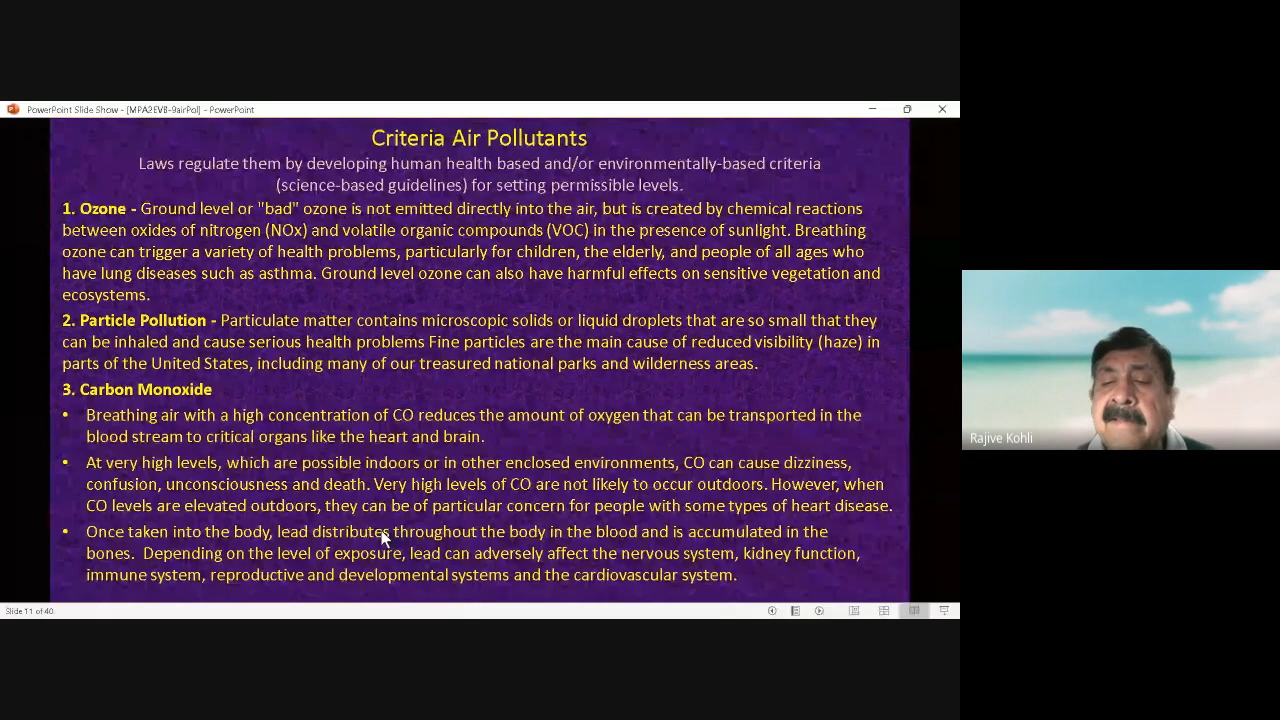 PowerPoint Slide Show - [MPA2EVB-9airPol] - PowerPoint
Criteria Air Pollutants
Laws regulate them by developing human health based and/or environmentally-based criteria
(science-based guidelines) for setting permissible levels.
1. Ozone - Ground level or "bad" ozone is not emitted directly into the air, but is created by chemical reactions
between oxides of nitrogen (NOx) and volatile organic compounds (VOC) in the presence of sunlight. Breathing
ozone can trigger a variety of health problems, particularly for children, the elderly, and people of all ages who
have lung diseases such as asthma. Ground level ozone can also have harmful effects on sensitive vegetation and
ecosystems.
2. Particle Pollution - Particulate matter contains microscopic solids or liquid droplets that are so small that they
can be inhaled and cause serious health problems Fine particles are the main cause of reduced visibility (haze) in
parts of the United States, including many of our treasured national parks and wilderness areas.
3. Carbon Monoxide
• Breathing air with a high concentration of CO reduces the amount of oxygen that can be transported in the
blood stream to critical organs like the heart and brain.
• At very high levels, which are possible indoors or in other enclosed environments, CO can cause dizziness,
confusion, unconsciousness and death. Very high levels of CO are not likely to occur outdoors. However, when
CO levels are elevated outdoors, they can be of particular concern for people with some types of heart disease.
• Once taken into the body, lead distributes throughout the body in the blood and is accumulated in the
bones. Depending on the level of exposure, lead can adversely affect the nervous system, kidney function,
immune system, reproductive and developmental systems and the cardiovascular system.
Slide 11 of 40
Rajive Kohli